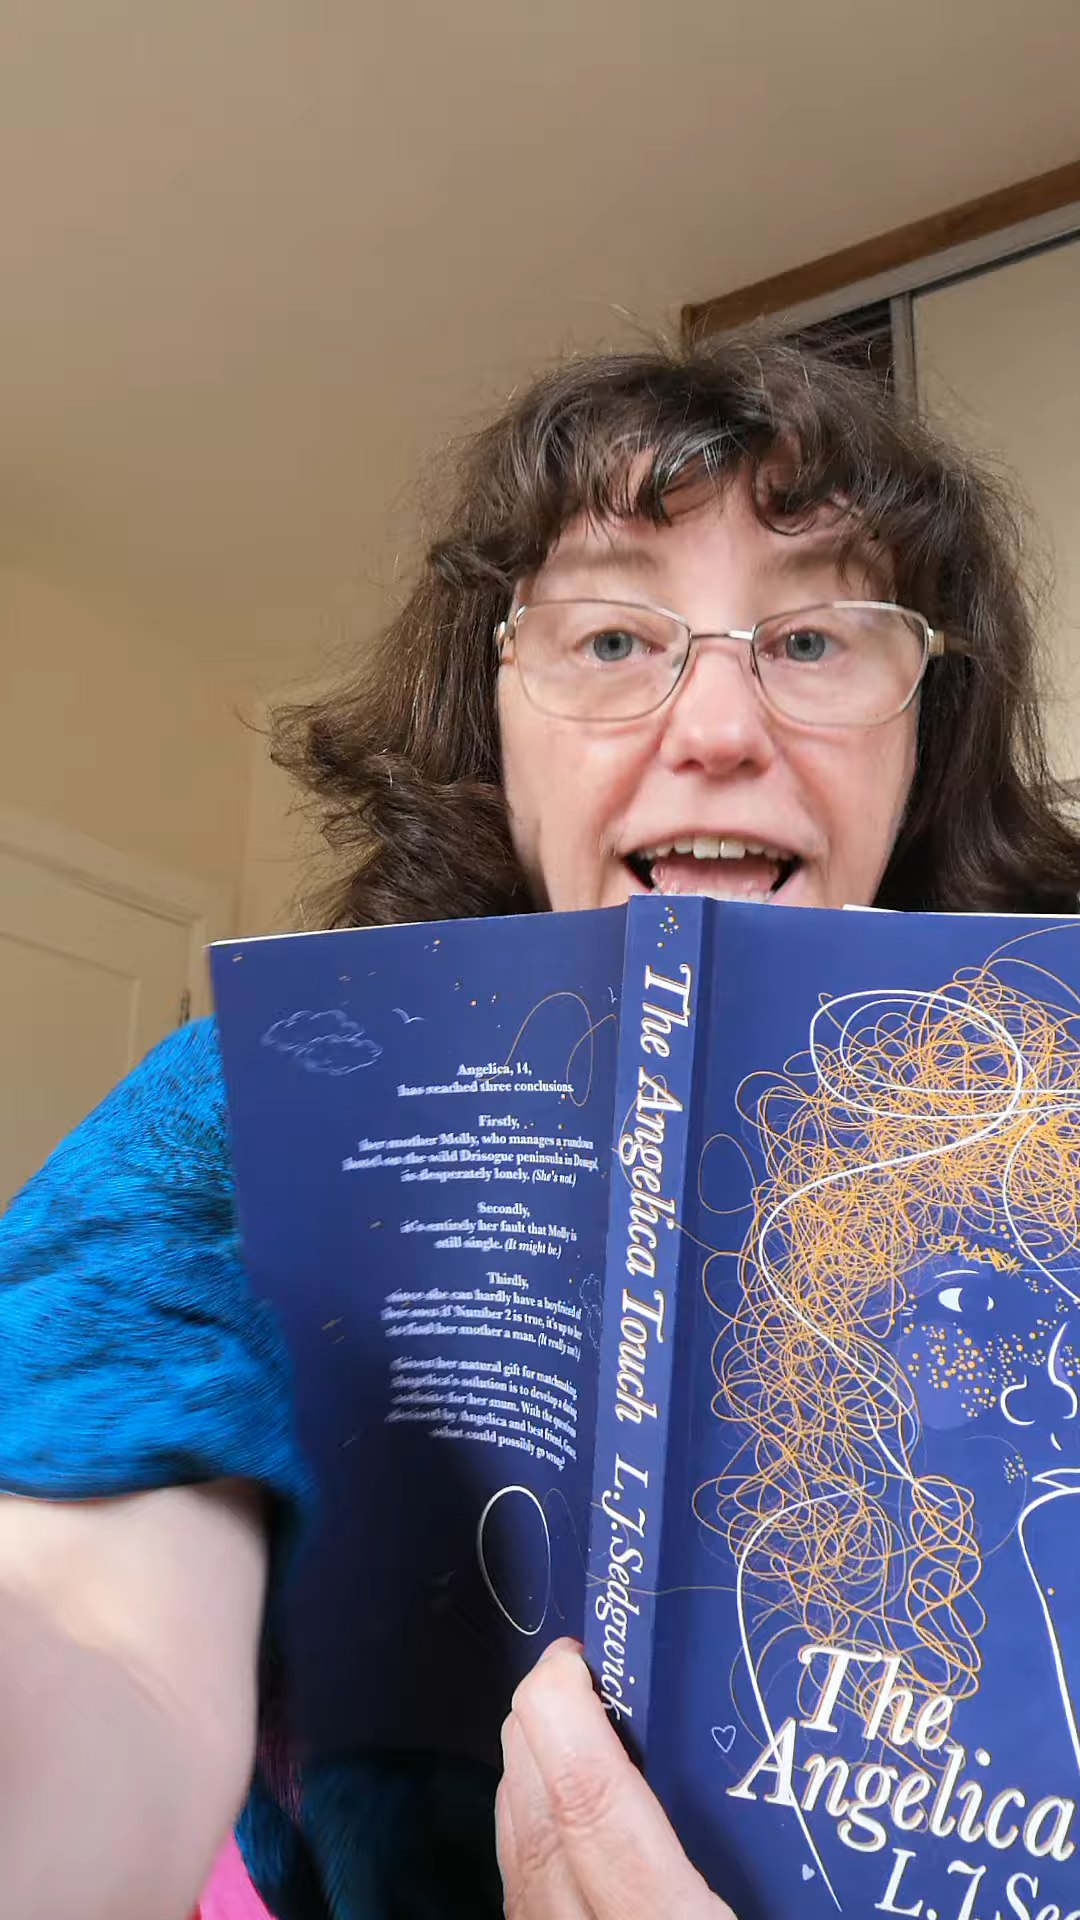 Angelica, 14,
has reached three conclusions.
Firstly,
her mother Molly, who manages a rundown
hotel on the wild Drisogue peninsula in Donegal,
is desperately lonely. (She's not.)
Secondly,
it's entirely her fault that Molly is
still single. (It might be.)
Thirdly,
since she can hardly have a boyfriend of
her own if Number 2 is true, it's up to her
to find her mother a man. (It really isn't.)
Given her natural gift for matchmaking,
Angelica's solution is to develop a dating
website for her mum. With the questions
devised by Angelica and best friend, Grace,
what could possibly go wrong?
The Angelica Touch L.J. Sedgwick
The
Angelica
L.J. Sed